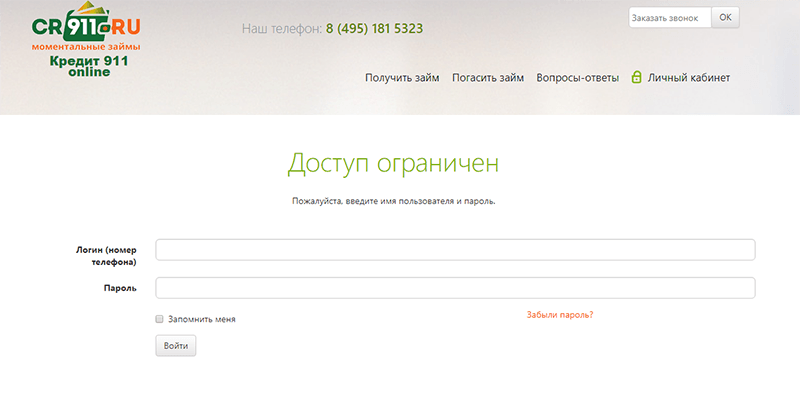 CR911.RU
моментальные займы
Кредит 911
online
Наш телефон: 8 (495) 181 5323
Заказать звонок
OK
Получить займ
Погасить займ
Вопросы-ответы
Личный кабинет
Доступ ограничен
Пожалуйста, введите имя пользователя и пароль.
Логин (номер
телефона)
Пароль
Запомнить меня
Забыли пароль?
Войти